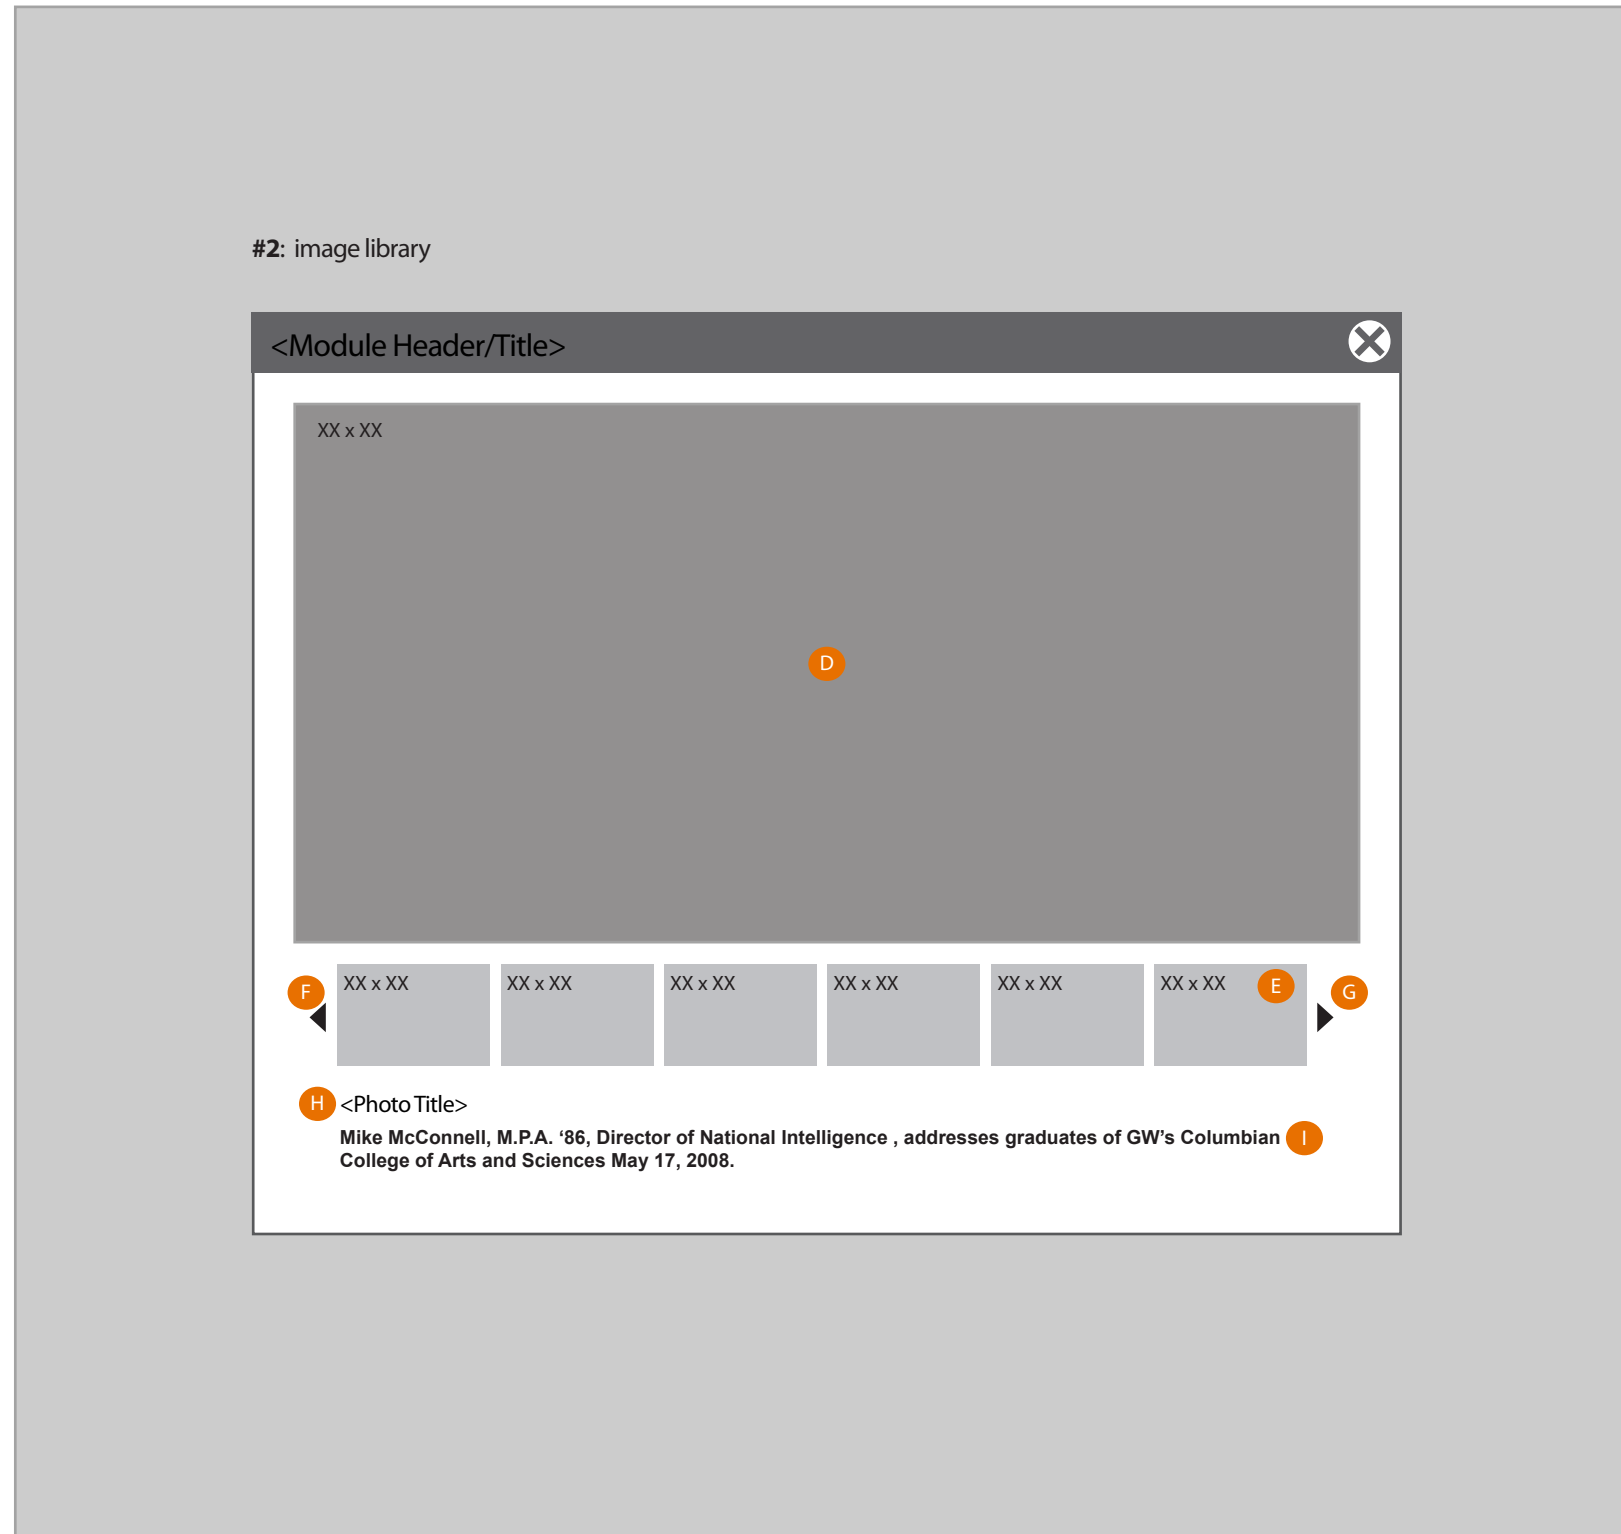 #2: image library
<Module Header/Title>
XX x XX
D
F
XX x XX
XX x XX
XX x XX
XX x XX
XX x XX
XX x XX
E
G
H
<Photo Title>
Mike McConnell, M.P.A. ‘86, Director of National Intelligence , addresses graduates of GW’s Columbian
I
College of Arts and Sciences May 17, 2008.